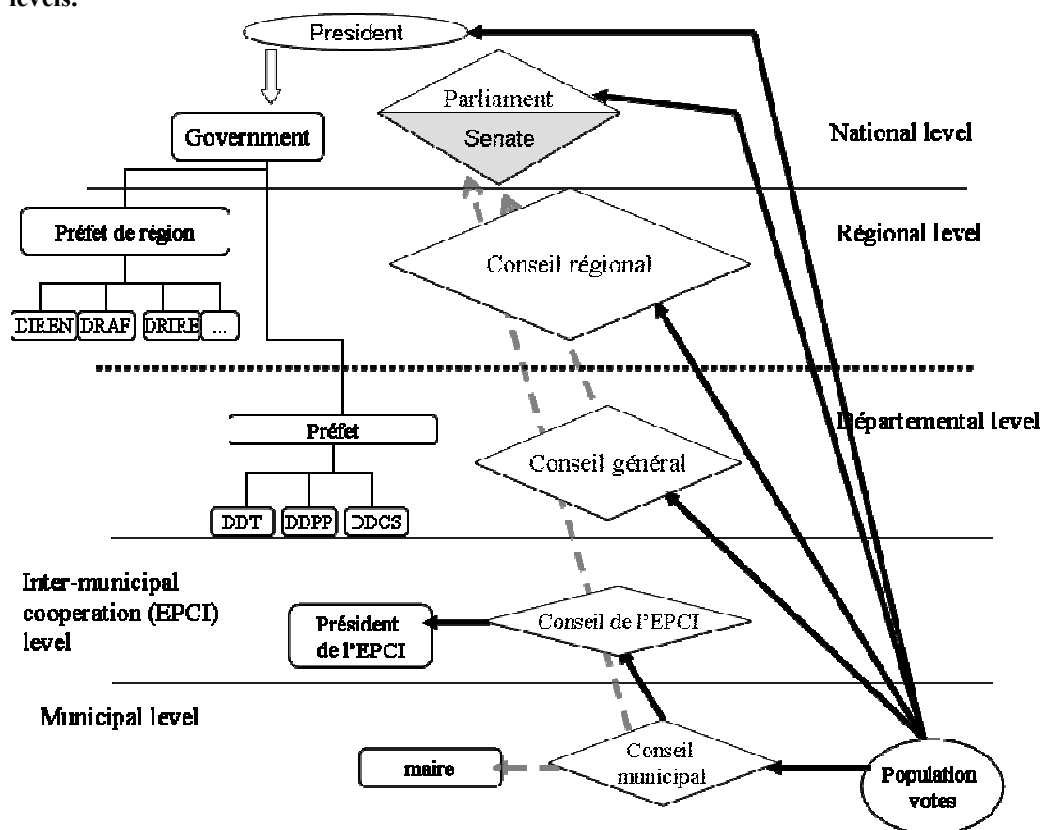 levels.
President
Parliament
Senate
Government
National level
Préfet de région
Conseil régional
Régional level
DIREN
DRAF
DRIRE
...
Départemental level
Préfet
Conseil général
DDT
DDPP
DDCS
Inter-municipal
cooperation (EPCI)
level
Président
de l'EPCI
Conseil de l'EPCI
Municipal level
maire
Conseil
municipal
Population
votes